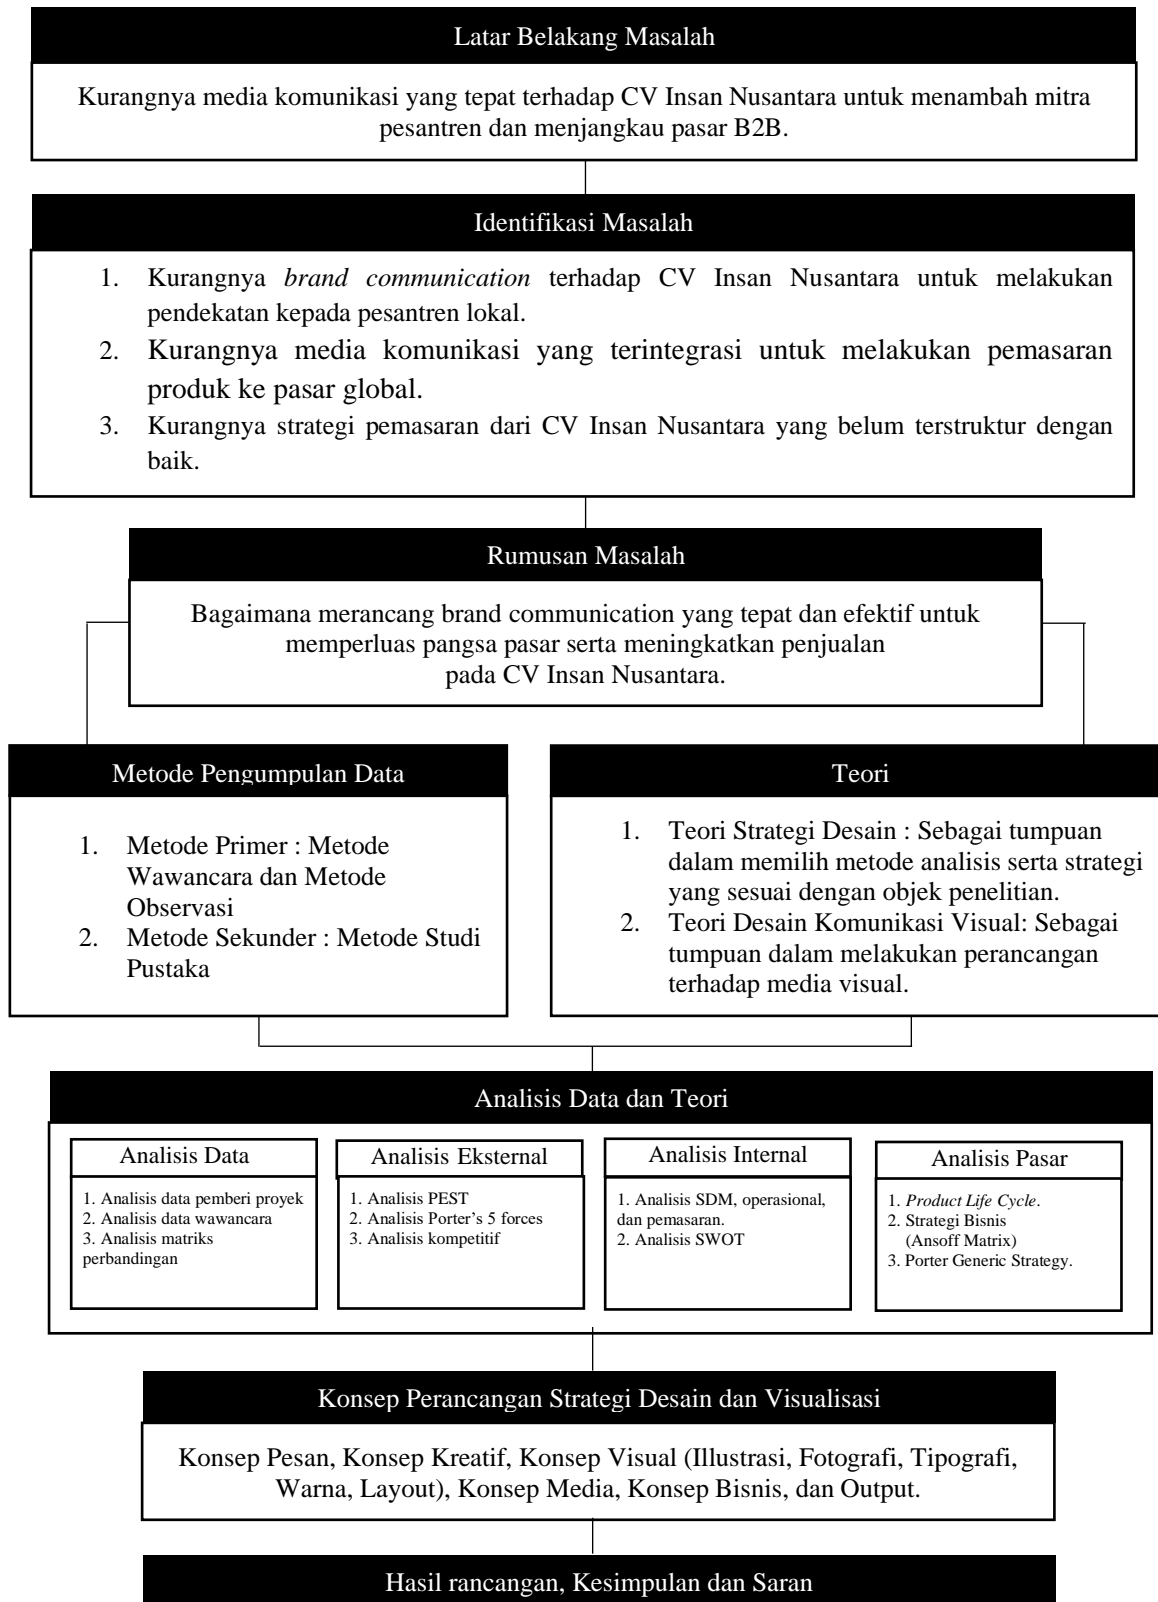 Latar Belakang Masalah
Kurangnya media komunikasi yang tepat terhadap CV Insan Nusantara untuk menambah mitra
pesantren dan menjangkau pasar B2B.
Identifikasi Masalah
1. Kurangnya brand communication terhadap CV Insan Nusantara untuk melakukan
pendekatan kepada pesantren lokal.
2. Kurangnya media komunikasi yang terintegrasi untuk melakukan pemasaran
produk ke pasar global.
3. Kurangnya strategi pemasaran dari CV Insan Nusantara yang belum terstruktur dengan
baik.
Rumusan Masalah
Bagaimana merancang brand communication yang tepat dan efektif untuk
memperluas pangsa pasar serta meningkatkan penjualan
pada CV Insan Nusantara.
Metode Pengumpulan Data
1. Metode Primer : Metode
Wawancara dan Metode
Observasi
2. Metode Sekunder : Metode Studi
Pustaka
Teori
1. Teori Strategi Desain : Sebagai tumpuan
dalam memilih metode analisis serta strategi
yang sesuai dengan objek penelitian.
2. Teori Desain Komunikasi Visual: Sebagai
tumpuan dalam melakukan perancangan
terhadap media visual.
Analisis Data dan Teori
Analisis Data
1. Analisis data pemberi proyek
2. Analisis data wawancara
3. Analisis matriks
perbandingan
Analisis Eksternal
1. Analisis PEST
2. Analisis Porter's 5 forces
3. Analisis kompetitif
Analisis Internal
1. Analisis SDM, operasional,
dan pemasaran.
2. Analisis SWOT
Analisis Pasar
1. Product Life Cycle.
2. Strategi Bisnis
(Ansoff Matrix)
3. Porter Generic Strategy.
Konsep Perancangan Strategi Desain dan Visualisasi
Konsep Pesan, Konsep Kreatif, Konsep Visual (Illustrasi, Fotografi, Tipografi,
Warna, Layout), Konsep Media, Konsep Bisnis, dan Output.
Hasil rancangan, Kesimpulan dan Saran